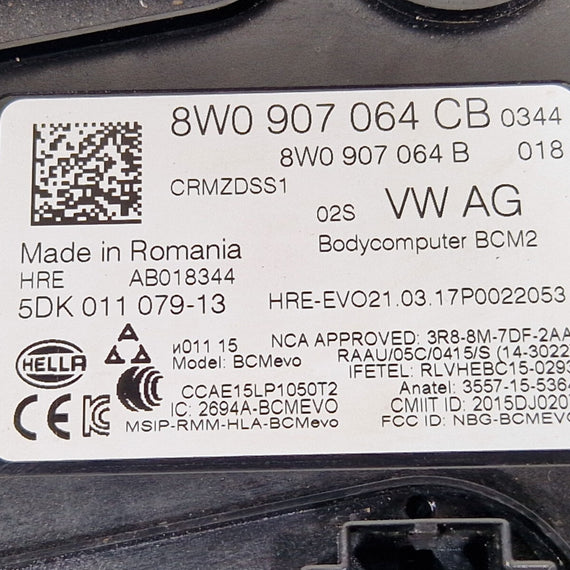 8W0 907 064 CB 0344
8W0 907 064 B 018
CRMZDSS1
02S VW AG
Made in Romania
Bodycomputer BCM2
HRE AB018344
5DK 011 079-13
HRE-EVO21.03.17P0022053
HELLA
и011 15
Model: BCMevo
NCA APPROVED: 3R8-8M-7DF-2AA
RAAU/05C/0415/S (14-3022
IFETEL: RLVHEBC15-0293
CCAE15LP1050T2
Anatel: 3557-15-5364
IC: 2694A-BCMEVO
CMIIT ID: 2015DJ0207
CE
MSIP-RMM-HLA-BCMevo
FCC ID: NBG-BCMEVO